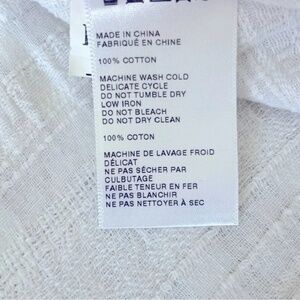 MADE IN CHINA
FABRIQUÉ EN CHINE
100% COTTON
MACHINE WASH COLD
DELICATE CYCLE
DO NOT TUMBLE DRY
LOW IRON
DO NOT BLEACH
DO NOT DRY CLEAN
100% COTON
MACHINE DE LAVAGE FROID
DÉLICAT
NE PAS SÉCHER PAR
CULBUTAGE
FAIBLE TENEUR EN FER
NE PAS BLANCHIR
NE PAS NETTOYER À SEC